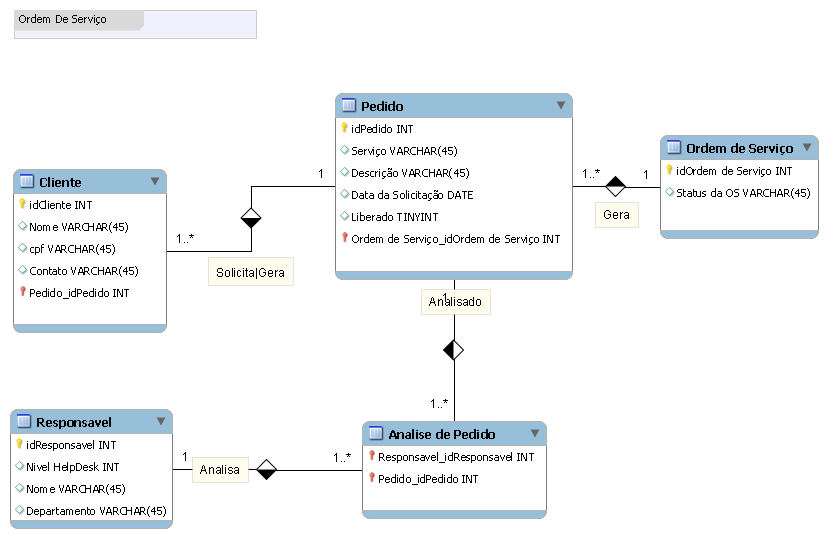 Ordem De Serviço
Pedido
idPedido INT
Serviço VARCHAR(45)
Descrição VARCHAR(45)
Data da Solicitação DATE
Liberado TINYINT
Ordem de Serviço_idOrdem de Serviço INT
Ordem de Serviço
idOrdem de Serviço INT
Status da OS VARCHAR(45)
1..*
1
Gera
Cliente
idCliente INT
Nome VARCHAR(45)
cpf VARCHAR(45)
Contato VARCHAR(45)
Pedido_idPedido INT
1
1..*
Solicita|Gera
1
Analisado
1..*
Responsavel
idResponsavel INT
Nivel HelpDesk INT
Nome VARCHAR(45)
Departamento VARCHAR(45)
1
Analisa
1..*
Analise de Pedido
Responsavel_idResponsavel INT
Pedido_idPedido INT